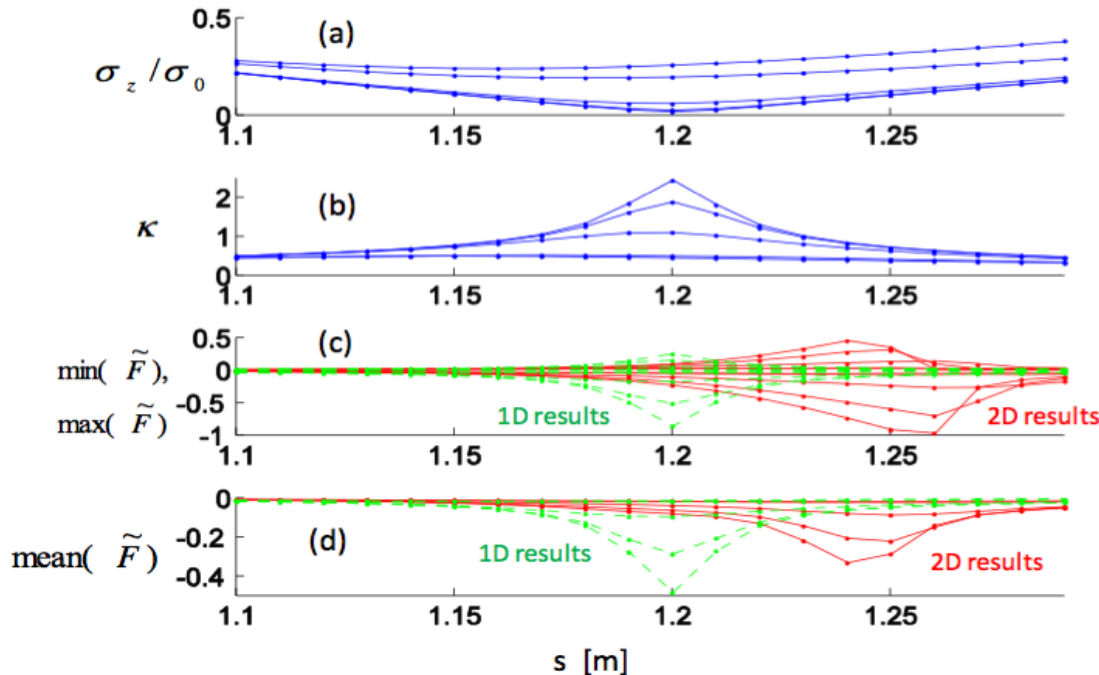 0.5
(a)
σ_z / σ_0
0
1.1 1.15 1.2 1.25
2
(b)
κ
1
0
1.1 1.15 1.2 1.25
0.5
(c)
min( F̃ ),
0
-0.5
max( F̃ )
1D results 2D results
-1
1.1 1.15 1.2 1.25
0
-0.2
mean( F̃ )
(d) 1D results 2D results
-0.4
1.1 1.15 1.2 1.25
s [m]